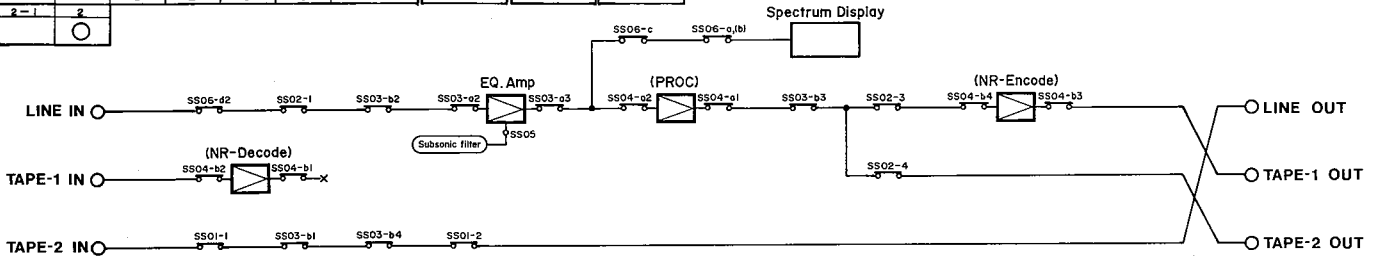 2-1 2
Spectrum Display
SS06-c SS06-a,(b)
EQ. Amp (PROC) (NR-Encode)
LINE IN SS06-d2 SS02-1 SS03-b2 SS03-a2 SS03-a3 SS04-a2 SS04-a1 SS03-b3 SS02-3 SS04-b4 SS04-b3 LINE OUT
Subsonic filter SS05
(NR-Decode)
TAPE-1 IN SS04-b2 SS04-b1 × SS02-4 TAPE-1 OUT
TAPE-2 IN SS01-1 SS03-b1 SS03-b4 SS01-2 TAPE-2 OUT